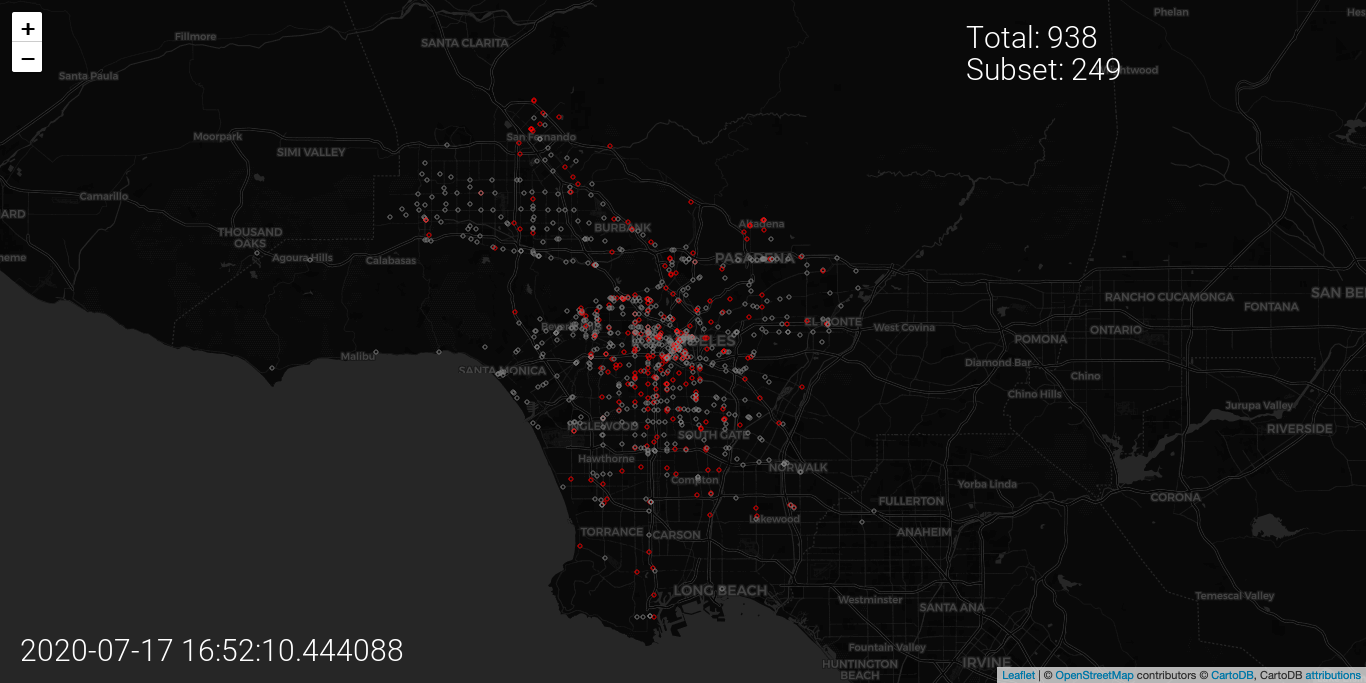 +
−
Total: 938
Subset: 249
Phelan
Fillmore
SANTA CLARITA
Santa Paula
Moorpark
San Fernando
SIMI VALLEY
Camarillo
ARD
THOUSAND
OAKS
BURBANK
Altadena
neme
Agoura Hills
Calabasas
PASADENA
RANCHO CUCAMONGA
SAN BE
FONTANA
EL MONTE
West Covina
ONTARIO
POMONA
Malibu
SANTA MONICA
Diamond Bar
Chino
Chino Hills
Jurupa Valley
INGLEWOOD
SOUTH GATE
RIVERSIDE
Hawthorne
NORWALK
Compton
Yorba Linda
FULLERTON
CORONA
Lakewood
TORRANCE
CARSON
ANAHEIM
LONG BEACH
Westminster
SANTA ANA
Temescal Valley
2020-07-17 16:52:10.444088
Fountain Valley
HUNTINGTON
BEACH
IRVINE
Leaflet | © OpenStreetMap contributors © CartoDB, CartoDB attributions